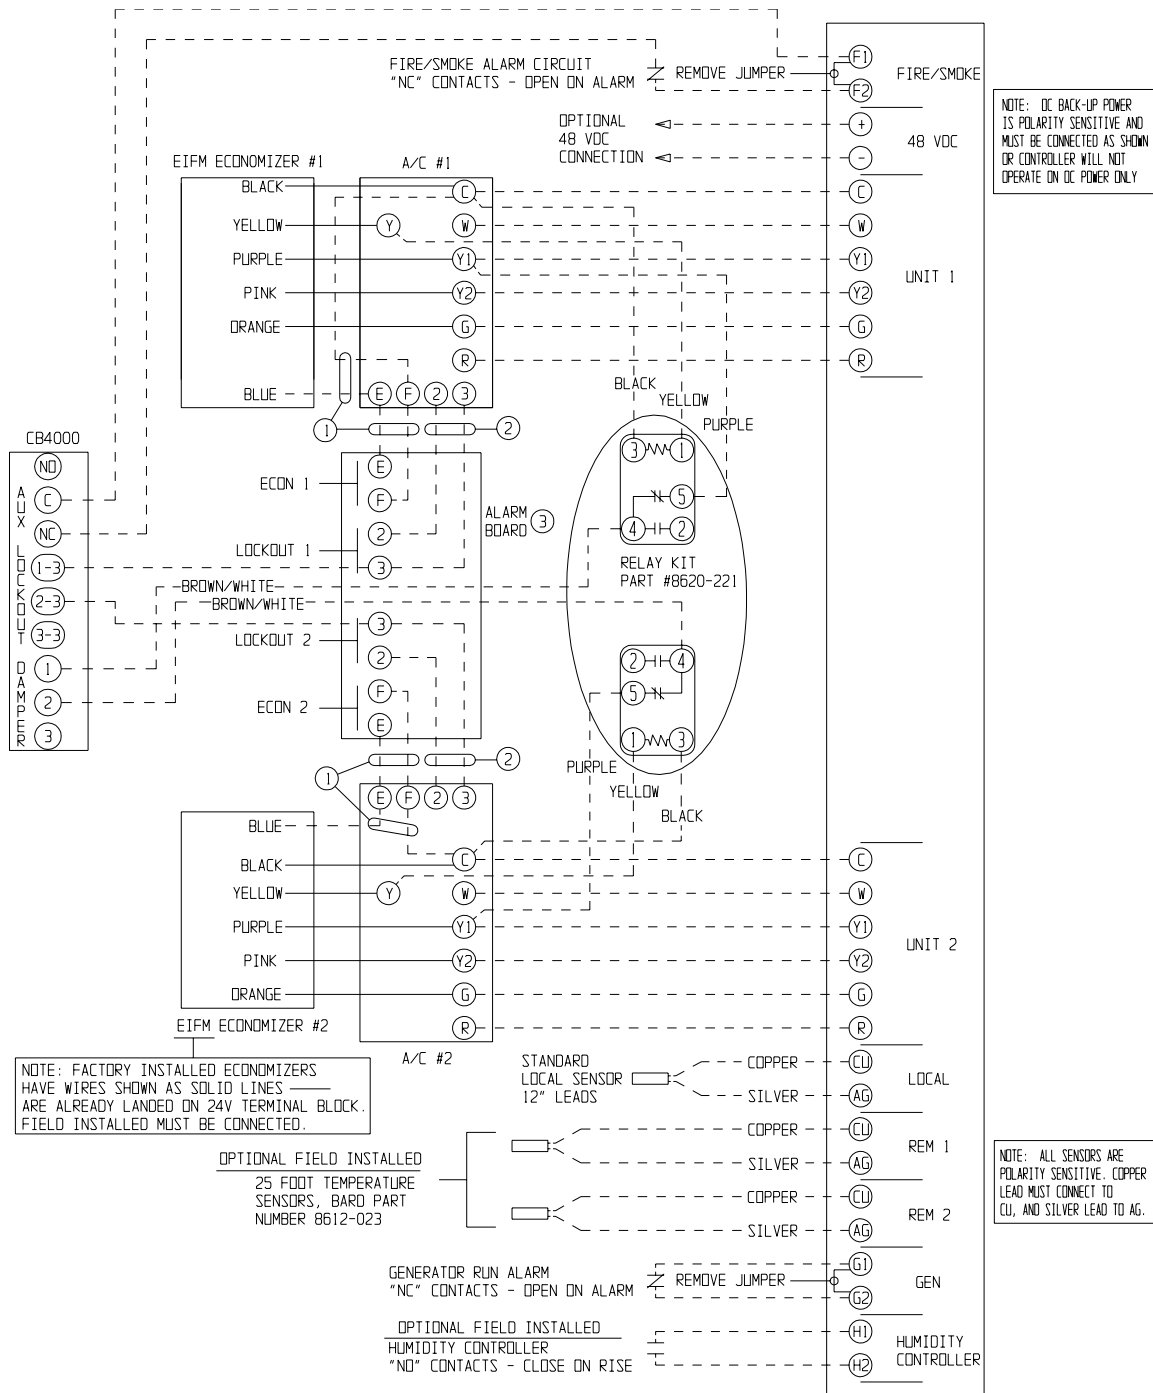 FIRE/SMOKE ALARM CIRCUIT
"NC" CONTACTS - OPEN ON ALARM
REMOVE JUMPER
F1
F2
FIRE/SMOKE
OPTIONAL
48 VDC
CONNECTION
+
-
48 VDC
NOTE: DC BACK-UP POWER
IS POLARITY SENSITIVE AND
MUST BE CONNECTED AS SHOWN
OR CONTROLLER WILL NOT
OPERATE ON DC POWER ONLY
EIFM ECONOMIZER #1
BLACK
YELLOW
PURPLE
PINK
ORANGE
BLUE
A/C #1
C
Y
W
Y1
Y2
G
R
E
F
2
3
C
W
Y1
Y2
G
R
UNIT 1
1
2
BLACK
YELLOW
PURPLE
3
1
5
4
2
RELAY KIT
PART #8620-221
CB4000
NO
C
NC
1-3
2-3
3-3
1
2
3
AUX LOCKOUT DAMPER
ECON 1
E
F
LOCKOUT 1
2
3
ALARM
BOARD
3
BROWN/WHITE
BROWN/WHITE
LOCKOUT 2
3
2
ECON 2
F
E
2
4
5
1
3
PURPLE
YELLOW
BLACK
1
2
E
F
2
3
BLUE
BLACK
YELLOW
PURPLE
PINK
ORANGE
EIFM ECONOMIZER #2
C
Y
W
Y1
Y2
G
R
A/C #2
C
W
Y1
Y2
G
R
UNIT 2
NOTE: FACTORY INSTALLED ECONOMIZERS
HAVE WIRES SHOWN AS SOLID LINES
ARE ALREADY LANDED ON 24V TERMINAL BLOCK.
FIELD INSTALLED MUST BE CONNECTED.
STANDARD
LOCAL SENSOR
12" LEADS
COPPER
SILVER
CU
AG
LOCAL
OPTIONAL FIELD INSTALLED
25 FOOT TEMPERATURE
SENSORS, BARD PART
NUMBER 8612-023
COPPER
SILVER
CU
AG
REM 1
COPPER
SILVER
CU
AG
REM 2
NOTE: ALL SENSORS ARE
POLARITY SENSITIVE. COPPER
LEAD MUST CONNECT TO
CU, AND SILVER LEAD TO AG.
GENERATOR RUN ALARM
"NC" CONTACTS - OPEN ON ALARM
REMOVE JUMPER
G1
G2
GEN
OPTIONAL FIELD INSTALLED
HUMIDITY CONTROLLER
"NO" CONTACTS - CLOSE ON RISE
H1
H2
HUMIDITY
CONTROLLER